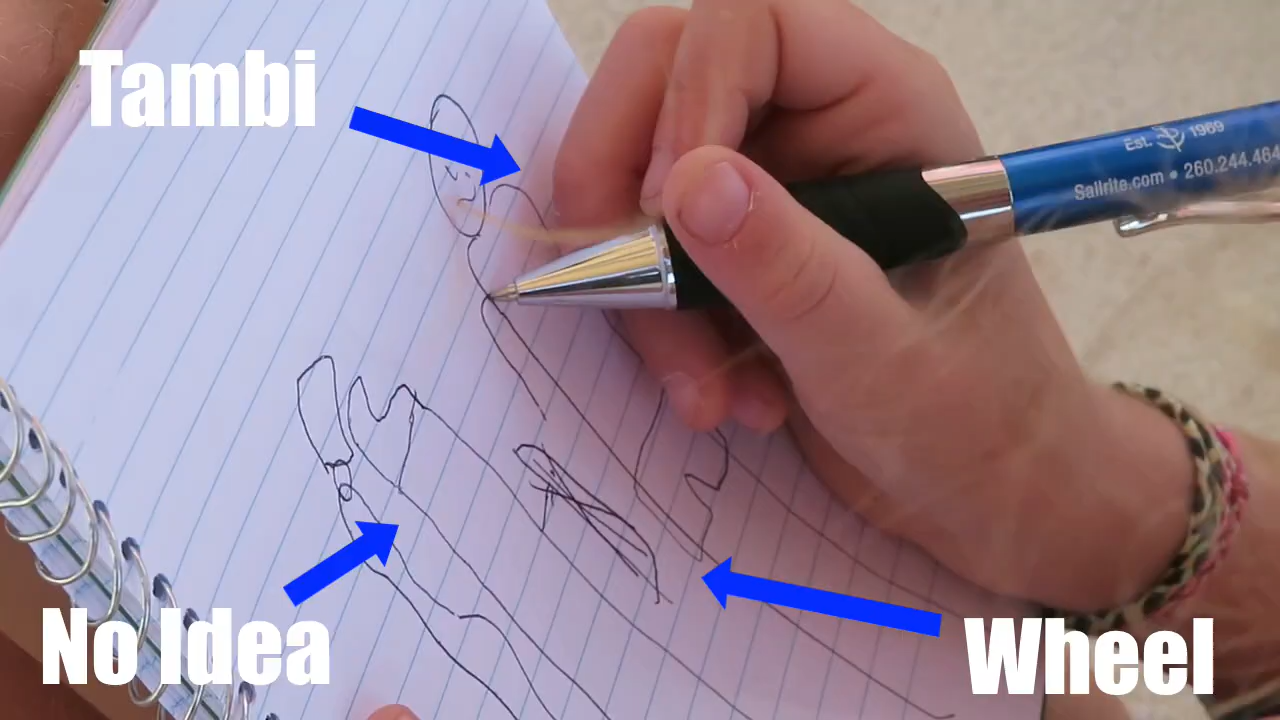 Tambi
Est. 1969
Sailrite.com • 260.244.464
No Idea
Wheel